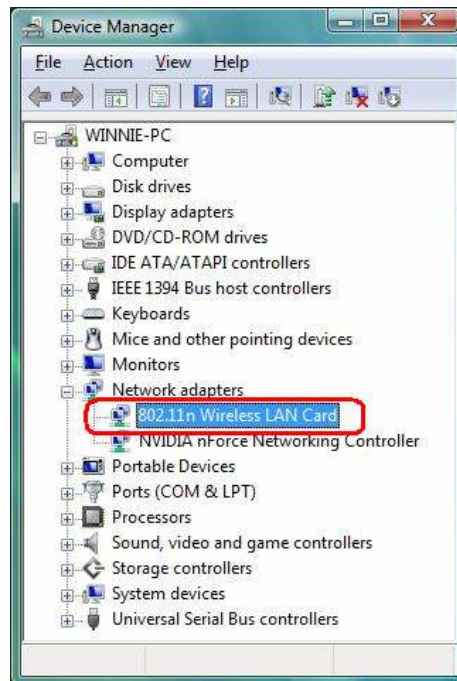 Device Manager
File Action View Help
WINNIE-PC
Computer
Disk drives
Display adapters
DVD/CD-ROM drives
IDE ATA/ATAPI controllers
IEEE 1394 Bus host controllers
Keyboards
Mice and other pointing devices
Monitors
Network adapters
802.11n Wireless LAN Card
NVIDIA nForce Networking Controller
Portable Devices
Ports (COM & LPT)
Processors
Sound, video and game controllers
Storage controllers
System devices
Universal Serial Bus controllers